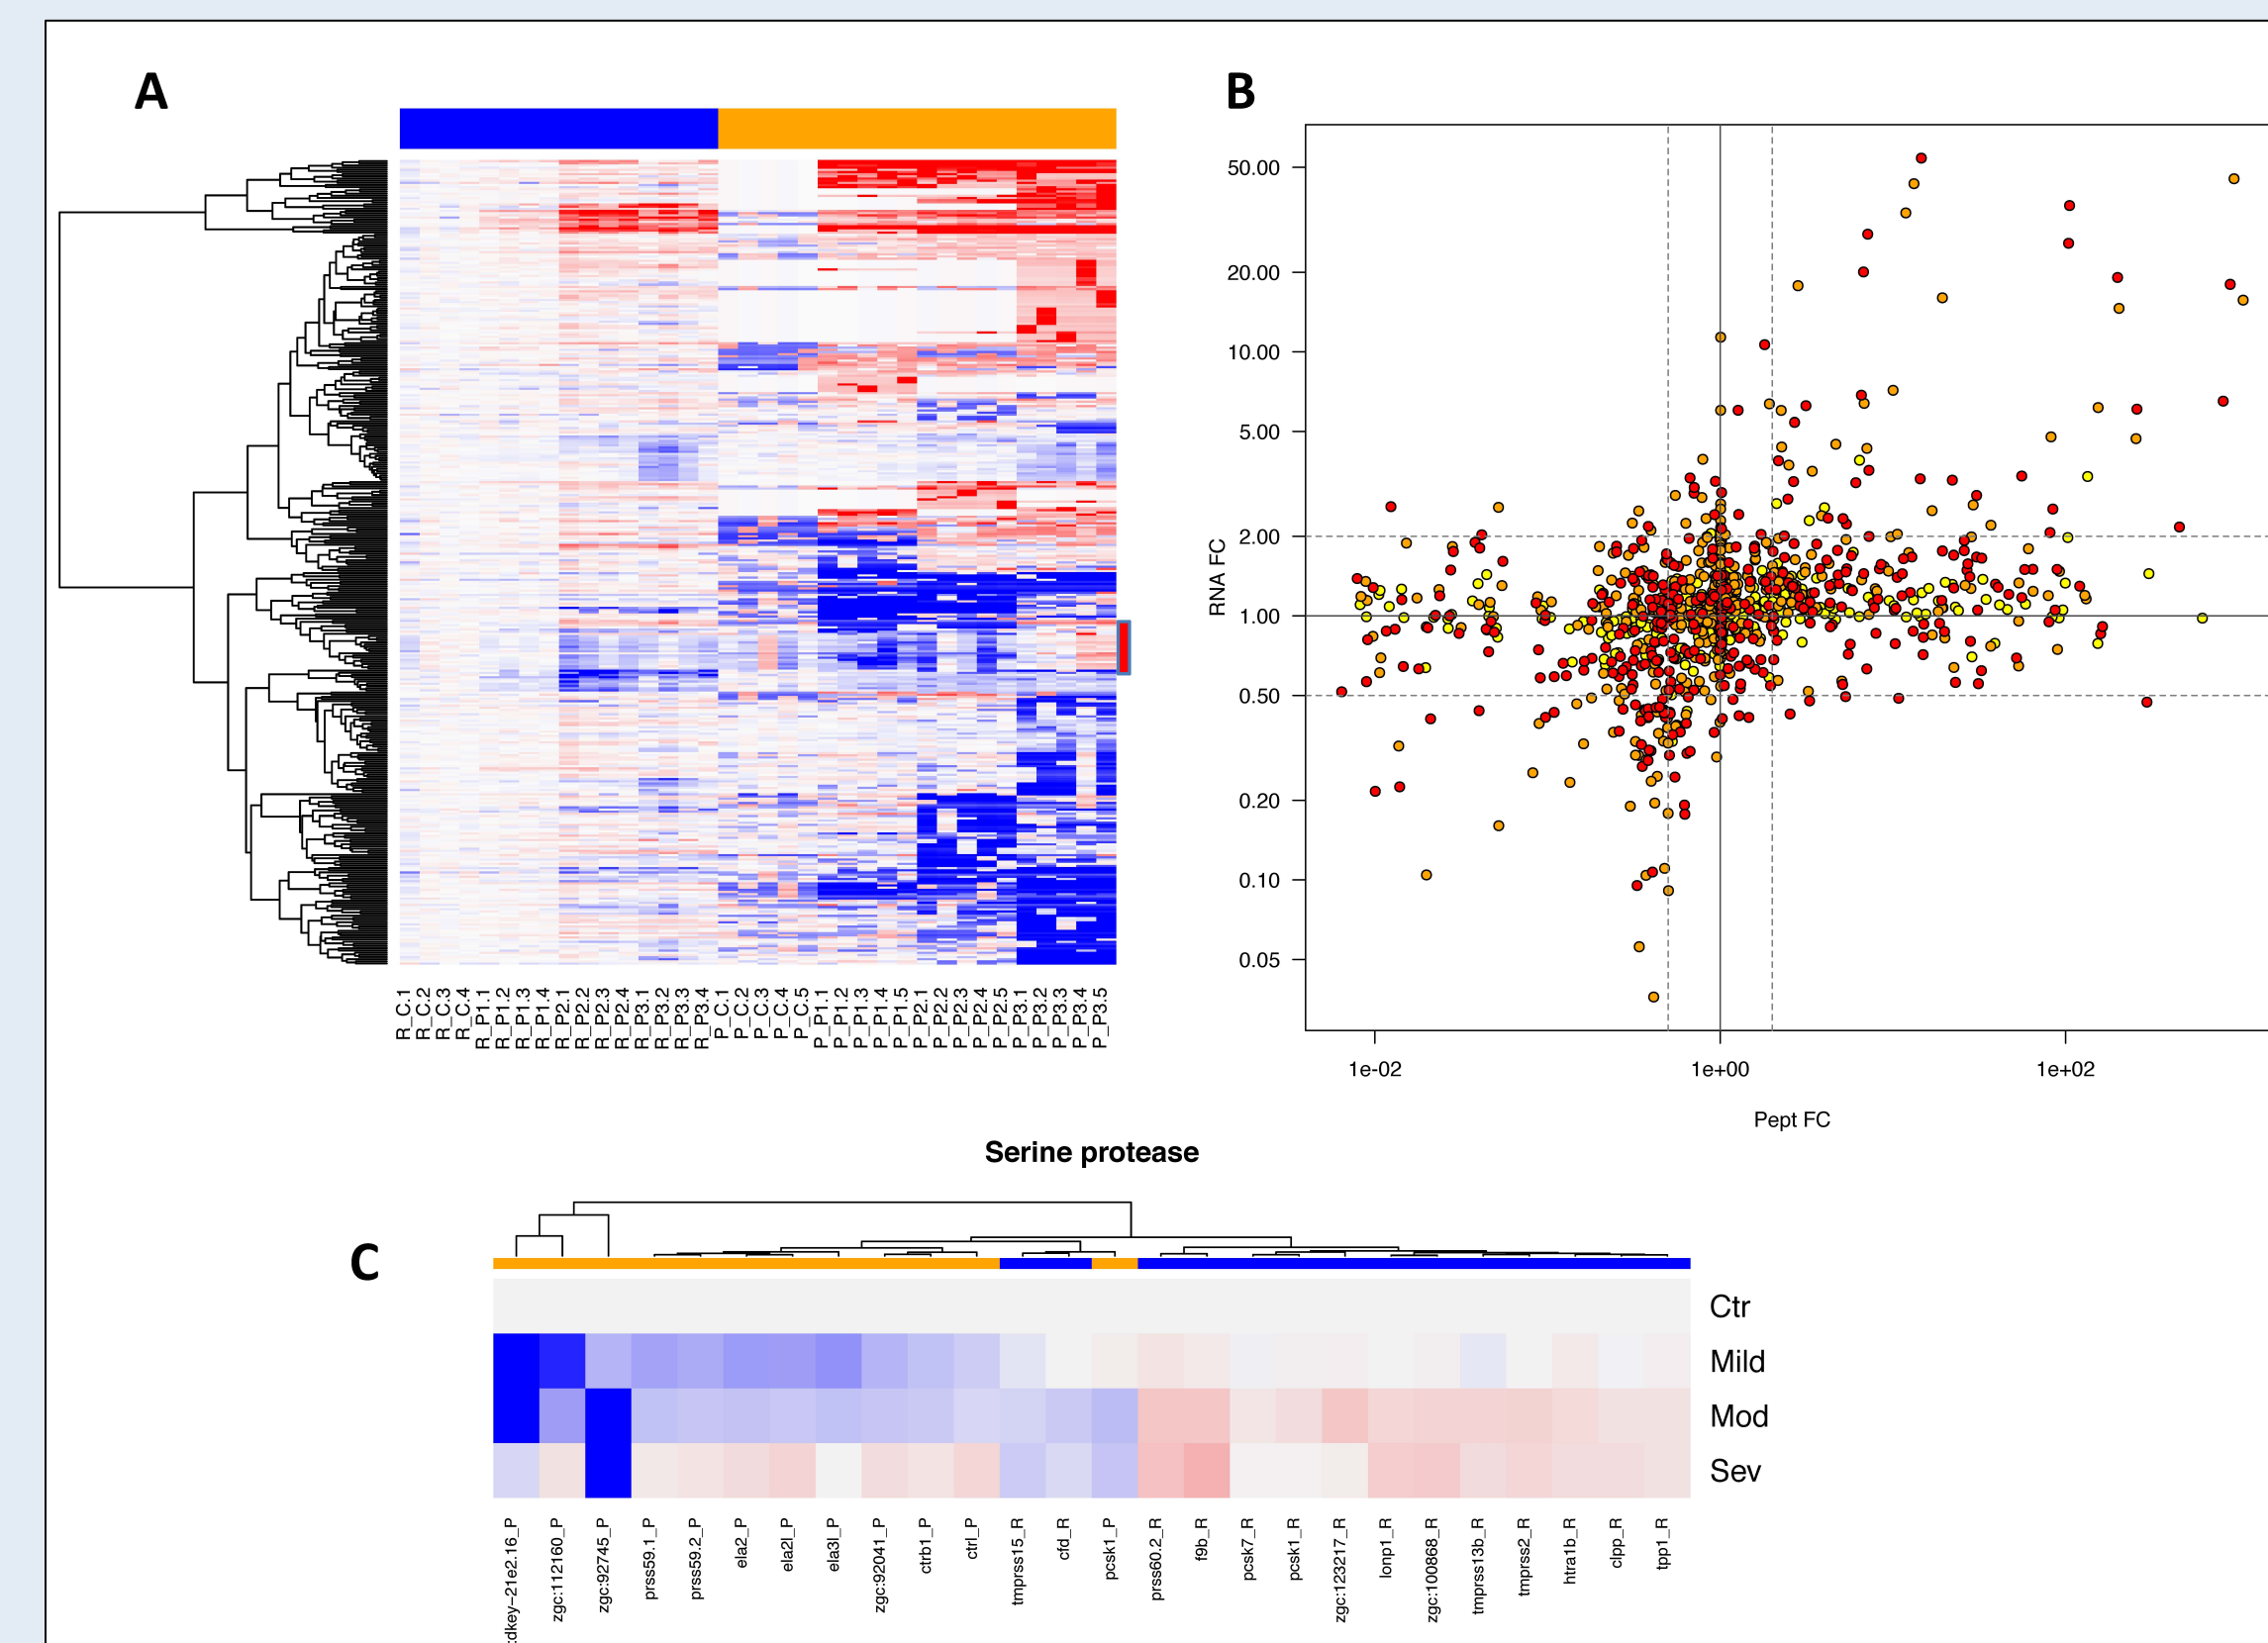 A
B
50.00
20.00
10.00
5.00
2.00
1.00
0.50
0.20
0.10
0.05
RNA FC
1e-02
1e+00
1e+02
Pept FC
R_C.1
R_C.2
R_C.3
R_C.4
R_P1.1
R_P1.2
R_P1.3
R_P1.4
R_P2.1
R_P2.2
R_P2.3
R_P2.4
R_P3.1
R_P3.2
R_P3.3
R_P3.4
P_C.1
P_C.2
P_C.3
P_C.4
P_C.5
P_P1.1
P_P1.2
P_P1.3
P_P1.4
P_P1.5
P_P2.1
P_P2.2
P_P2.3
P_P2.4
P_P2.5
P_P3.1
P_P3.2
P_P3.3
P_P3.4
P_P3.5
Serine protease
C
Ctr
Mild
Mod
Sev
:dkey−21e2.16_P
zgc:112160_P
zgc:92745_P
prss59.1_P
prss59.2_P
ela2_P
ela2l_P
ela3l_P
zgc:92041_P
ctrb1_P
ctrl_P
tmprss15_R
cfd_R
pcsk1_P
prss60.2_R
f9b_R
pcsk7_R
pcsk1_R
zgc:123217_R
lonp1_R
zgc:100868_R
tmprss13b_R
tmprss2_R
htra1b_R
clpp_R
tpp1_R